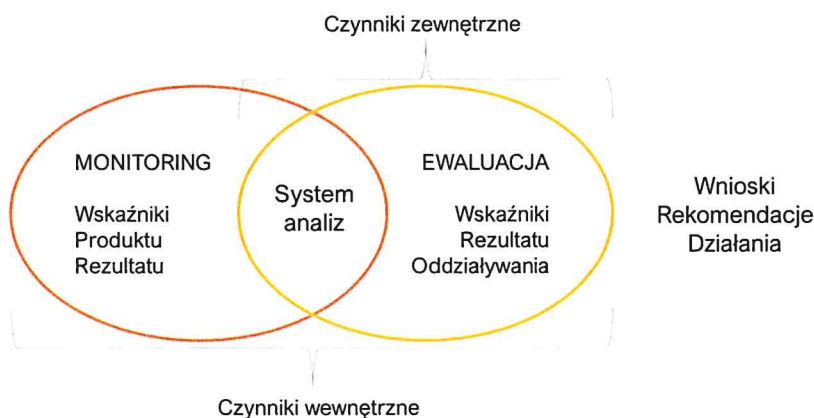 Czynniki zewnętrzne
MONITORING
Wskaźniki
Produktu
Rezultatu
System
analiz
EWALUACJA
Wskaźniki
Rezultatu
Oddziaływania
Wnioski
Rekomendacje
Działania
Czynniki wewnętrzne